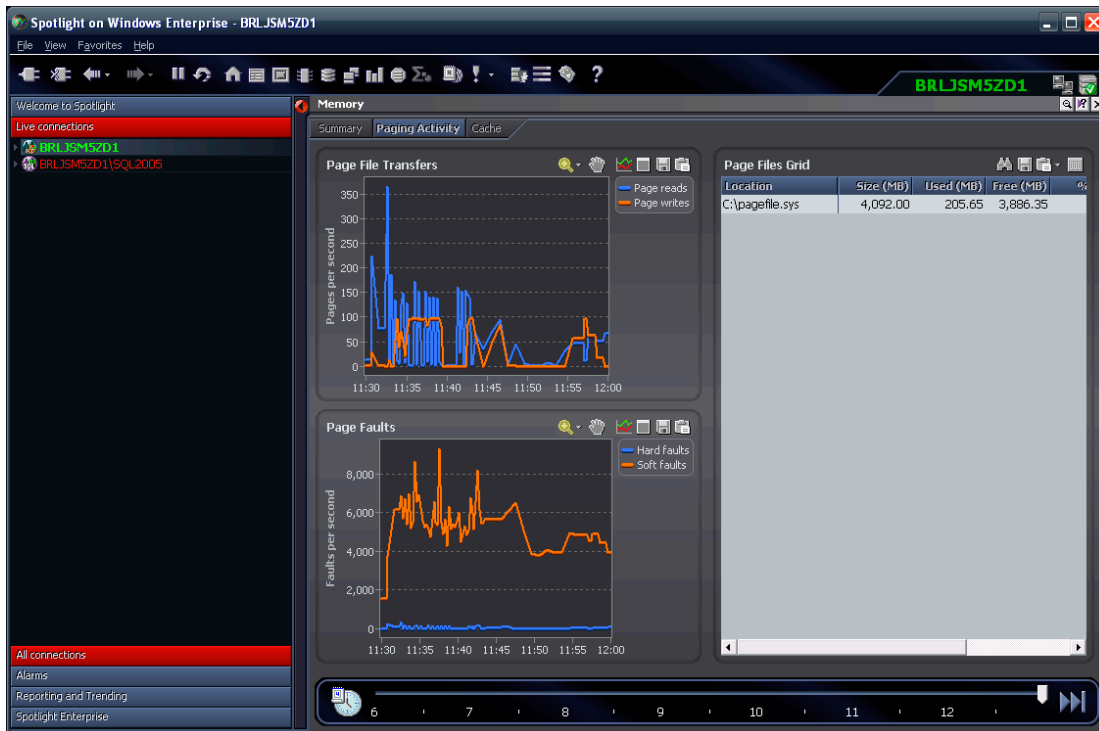 Spotlight on Windows Enterprise - BRLJSM5ZD1
File View Favorites Help
BRLJSM5ZD1
Welcome to Spotlight
Live connections
BRLJSM5ZD1
BRLJSM5ZD1\SQL2005
All connections
Alarms
Reporting and Trending
Spotlight Enterprise
Memory
Summary Paging Activity Cache
Page File Transfers
Page reads
Page writes
Pages per second
350
300
250
200
150
100
50
0
11:30 11:35 11:40 11:45 11:50 11:55 12:00
Page Faults
Hard faults
Soft faults
Faults per second
8,000
6,000
4,000
2,000
0
11:30 11:35 11:40 11:45 11:50 11:55 12:00
Page Files Grid
Location Size (MB) Used (MB) Free (MB) %
C:\pagefile.sys 4,092.00 205.65 3,886.35
6 7 8 9 10 11 12